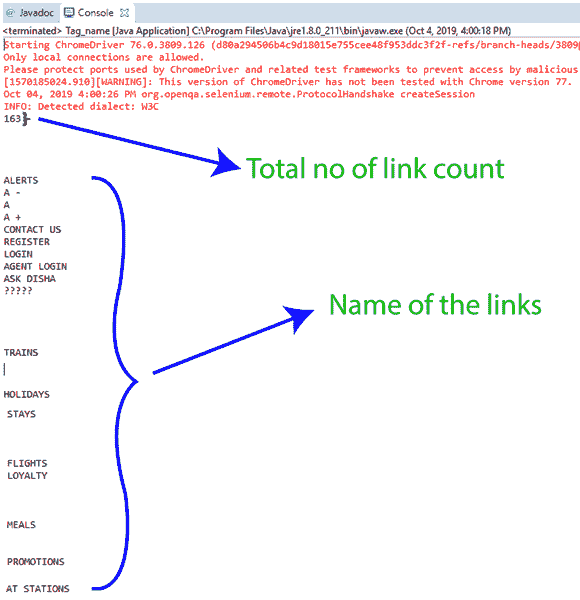 Javadoc Console
<terminated> Tag_name [Java Application] C:\Program Files\Java\jre1.8.0_211\bin\javaw.exe (Oct 4, 2019, 4:00:18 PM)
Starting ChromeDriver 76.0.3809.126 (d80a294506b4c9d18015e755cee48f953ddc3f2f-refs/branch-heads/3809
Only local connections are allowed.
Please protect ports used by ChromeDriver and related test frameworks to prevent access by malicious
[1570185024.910][WARNING]: This version of ChromeDriver has not been tested with Chrome version 77.
Oct 04, 2019 4:00:26 PM org.openqa.selenium.remote.ProtocolHandshake createSession
INFO: Detected dialect: W3C
163
Total no of link count
ALERTS
A -
A
A +
CONTACT US
REGISTER
LOGIN
AGENT LOGIN
ASK DISHA
?????
Name of the links
TRAINS
HOLIDAYS
STAYS
FLIGHTS
LOYALTY
MEALS
PROMOTIONS
AT STATIONS